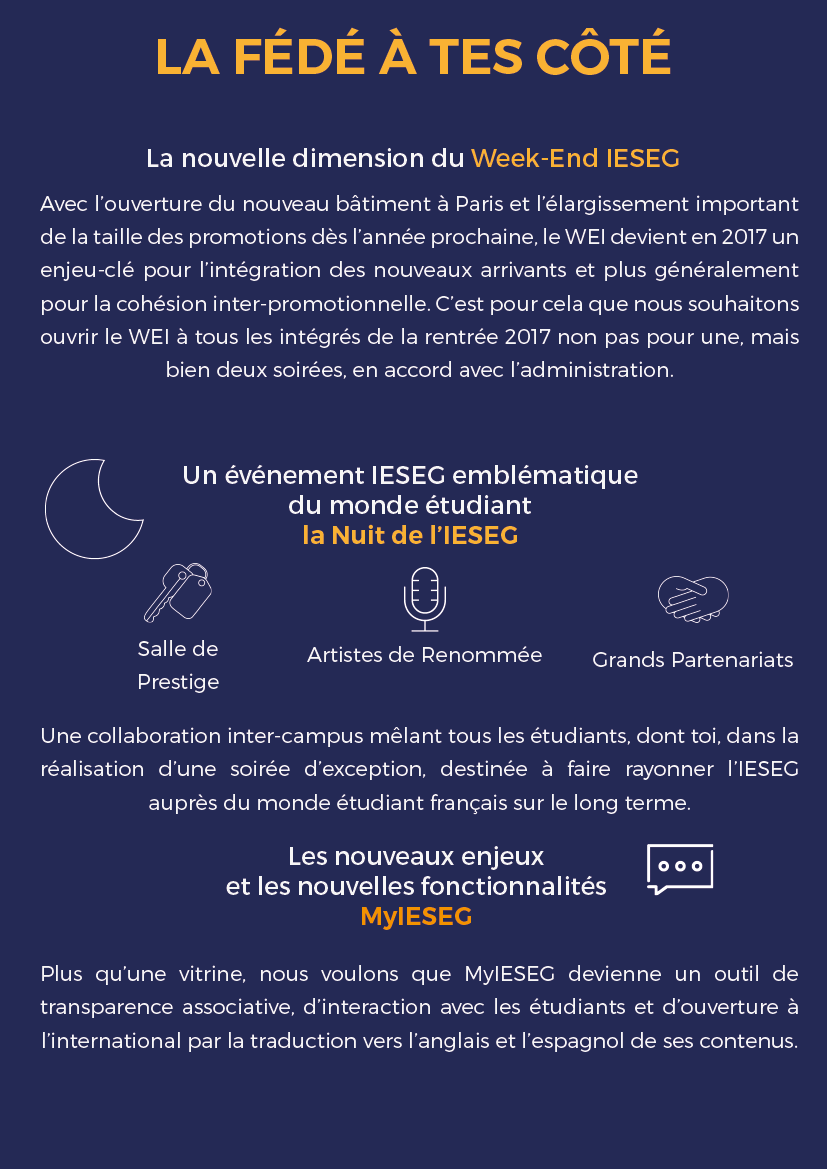 LA FÉDÉ À TES CÔTÉ
La nouvelle dimension du Week-End IESEG
Avec l’ouverture du nouveau bâtiment à Paris et l’élargissement important
de la taille des promotions dès l’année prochaine, le WEI devient en 2017 un
enjeu-clé pour l’intégration des nouveaux arrivants et plus généralement
pour la cohésion inter-promotionnelle. C’est pour cela que nous souhaitons
ouvrir le WEI à tous les intégrés de la rentrée 2017 non pas pour une, mais
bien deux soirées, en accord avec l’administration.
Un événement IESEG emblématique
du monde étudiant
la Nuit de l’IESEG
Salle de
Prestige
Artistes de Renommée
Grands Partenariats
Une collaboration inter-campus mêlant tous les étudiants, dont toi, dans la
réalisation d’une soirée d’exception, destinée à faire rayonner l’IESEG
auprès du monde étudiant français sur le long terme.
Les nouveaux enjeux
et les nouvelles fonctionnalités
MyIESEG
Plus qu’une vitrine, nous voulons que MyIESEG devienne un outil de
transparence associative, d’interaction avec les étudiants et d’ouverture à
l’international par la traduction vers l’anglais et l’espagnol de ses contenus.